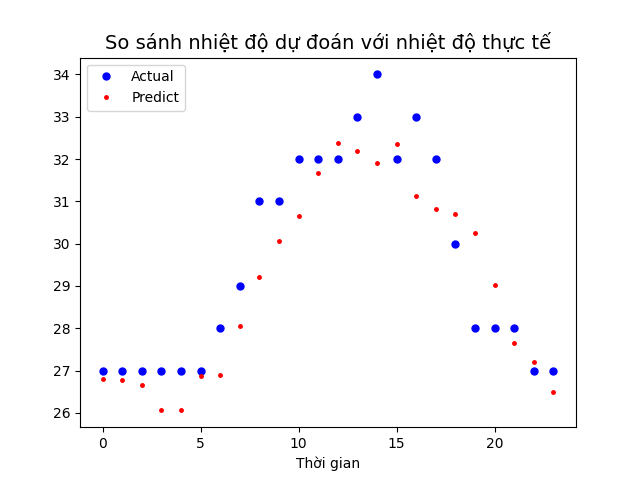 So sánh nhiệt độ dự đoán với nhiệt độ thực tế
Actual
Predict
34
33
32
31
30
29
28
27
26
0 5 10 15 20
Thời gian